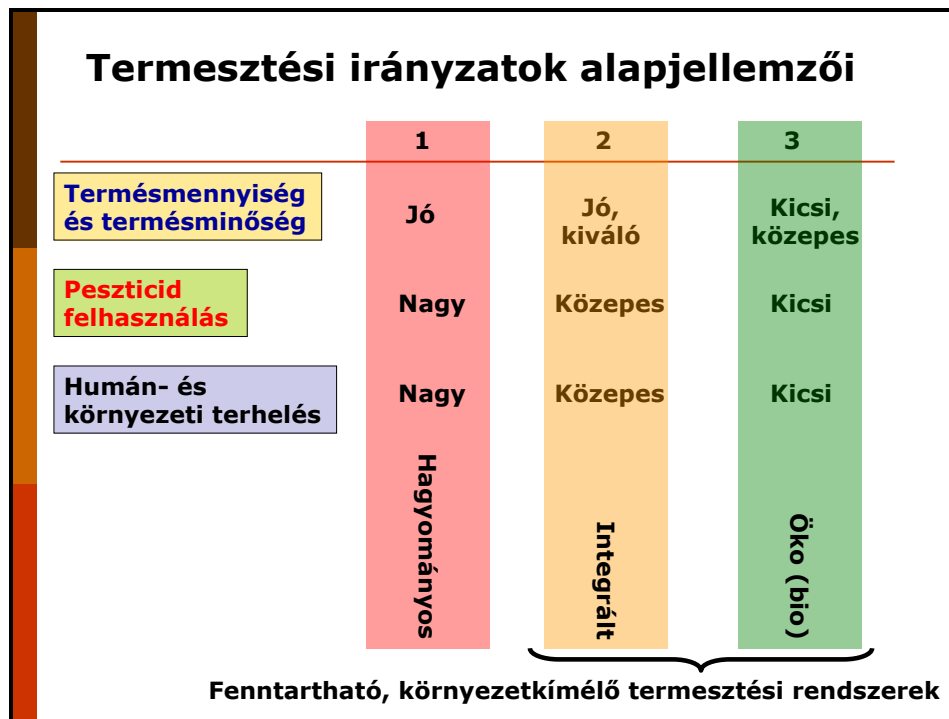 Termesztési irányzatok alapjellemzői
1 2 3
Termésmennyiség
és termésminőség
Jó
Jó,
kiváló
Kicsi,
közepes
Peszticid
felhasználás
Nagy Közepes Kicsi
Humán- és
környezeti terhelés
Nagy Közepes Kicsi
Hagyományos
Integrált
Öko (bio)
Fenntartható, környezetkímélő termesztési rendszerek